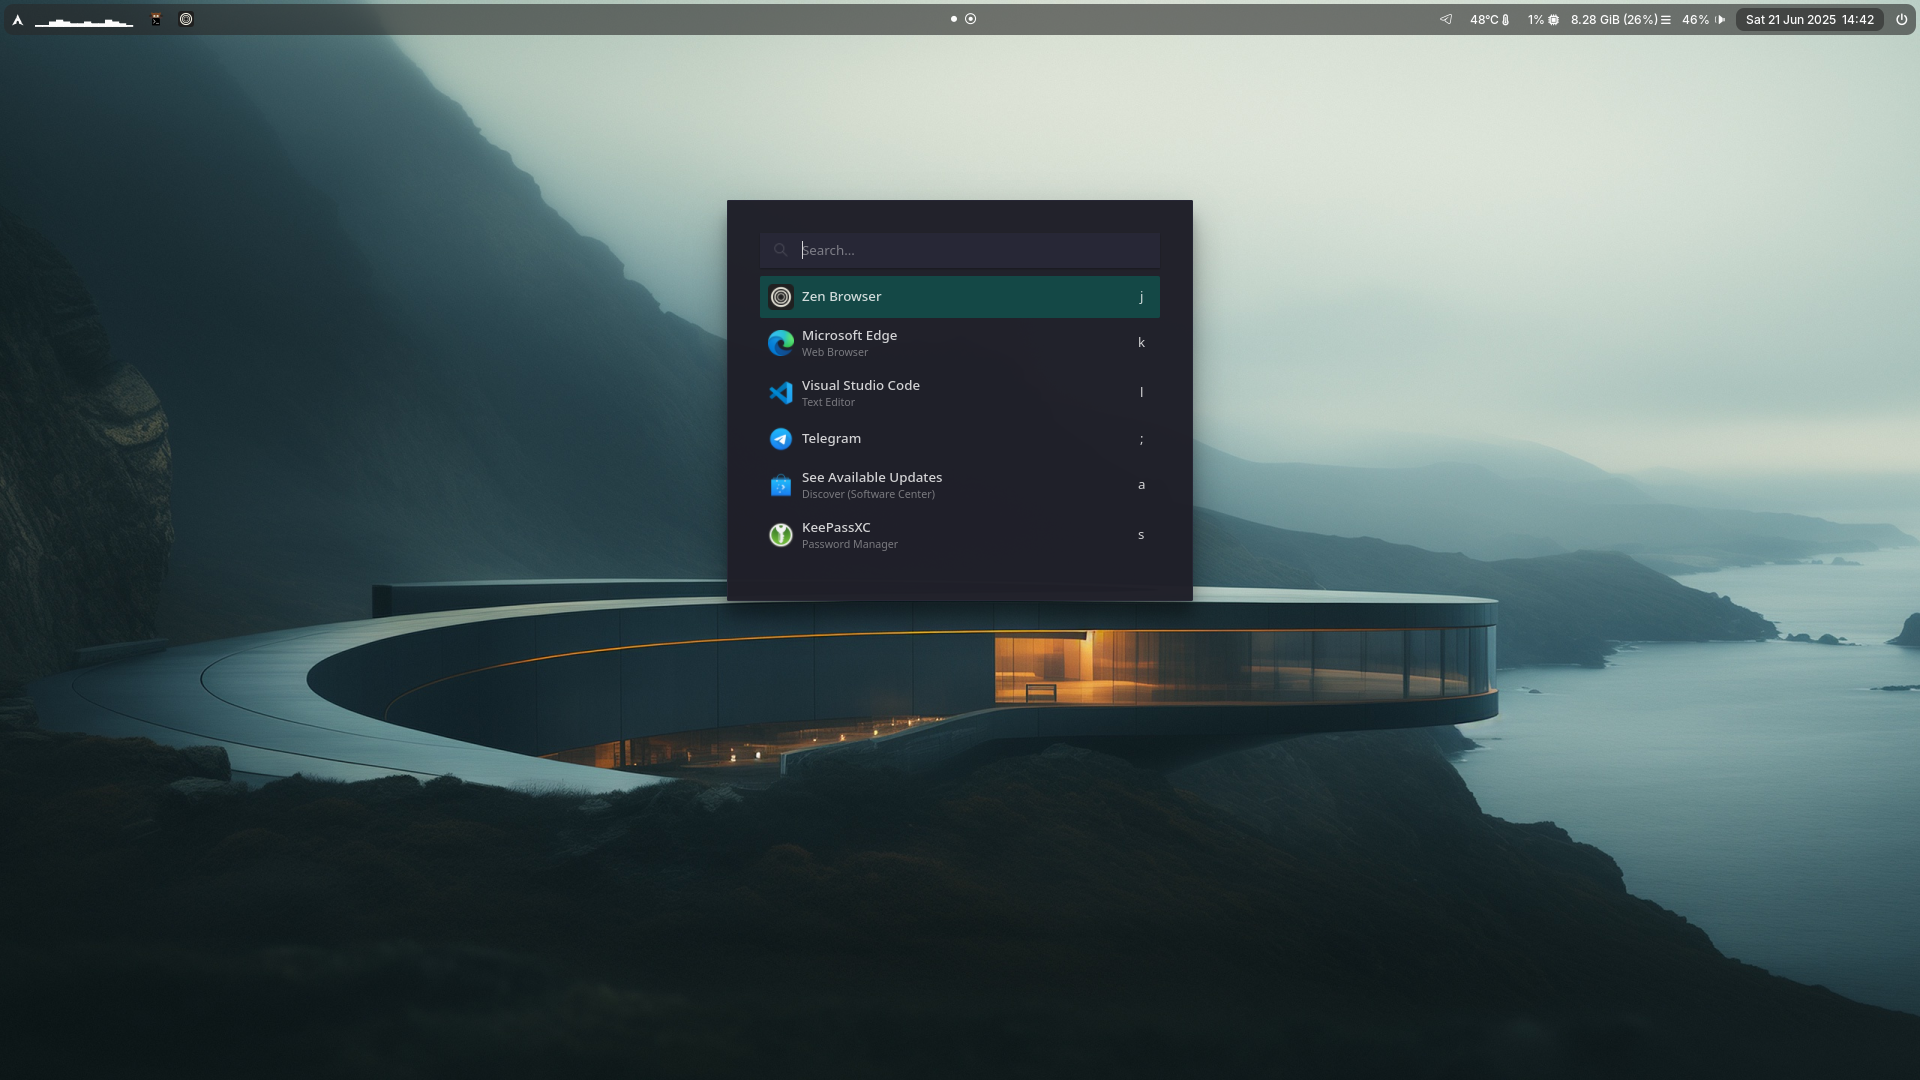 48°C 1% 8.28 GiB (26%) 46% Sat 21 Jun 2025 14:42
Search...
Zen Browser j
Microsoft Edge k
Web Browser
Visual Studio Code l
Text Editor
Telegram ;
See Available Updates a
Discover (Software Center)
KeePassXC s
Password Manager